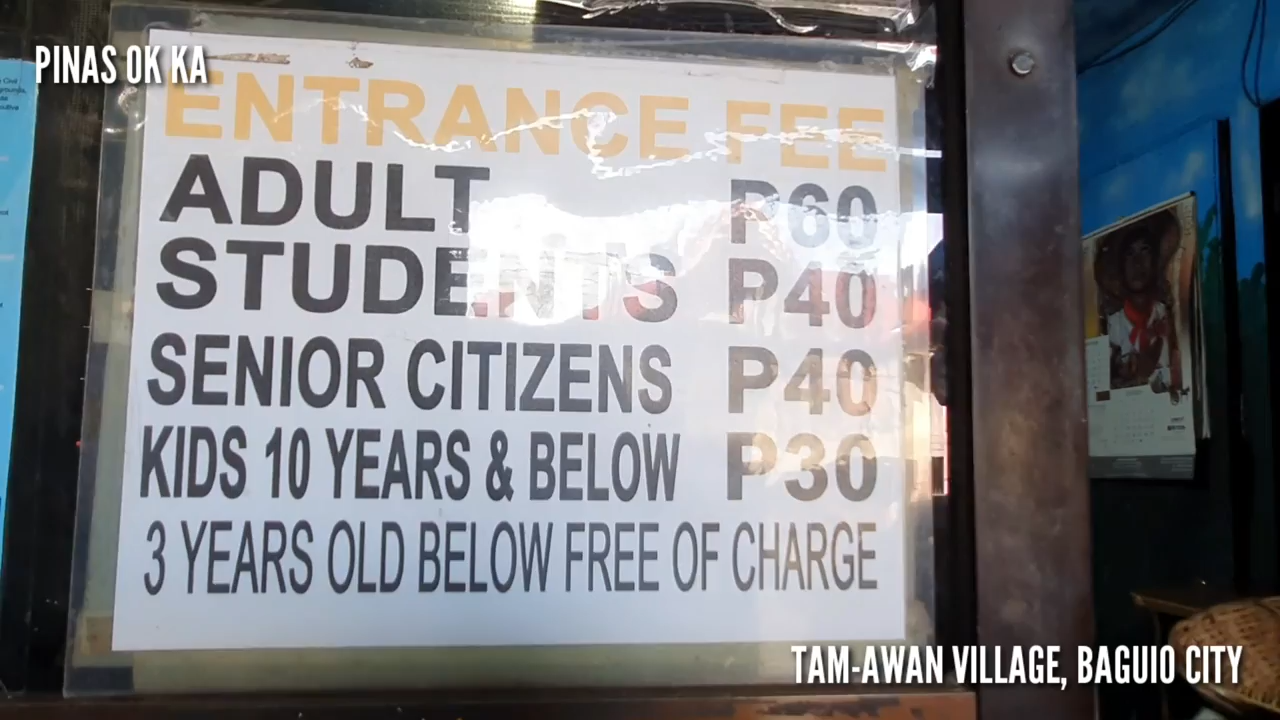 PINAS OK KA
ENTRANCE FEE
ADULT P60
STUDENTS P40
SENIOR CITIZENS P40
KIDS 10 YEARS & BELOW P30
3 YEARS OLD BELOW FREE OF CHARGE
TAM-AWAN VILLAGE, BAGUIO CITY